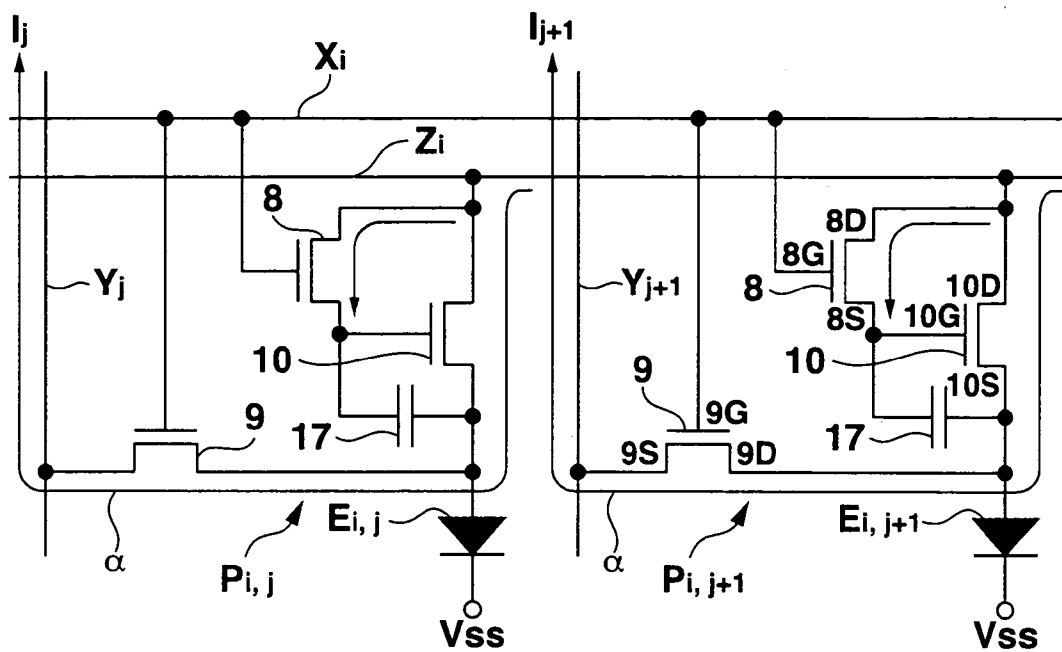 Ij
Ij+1
Xi
Zi
8
8D
8G
Yj
Yj+1
8
10D
8S
10G
10
9
10
10S
9
9G
17
17
9S
9D
Ei, j
Ei, j+1
α
α
Pi, j
Pi, j+1
VSS
VSS